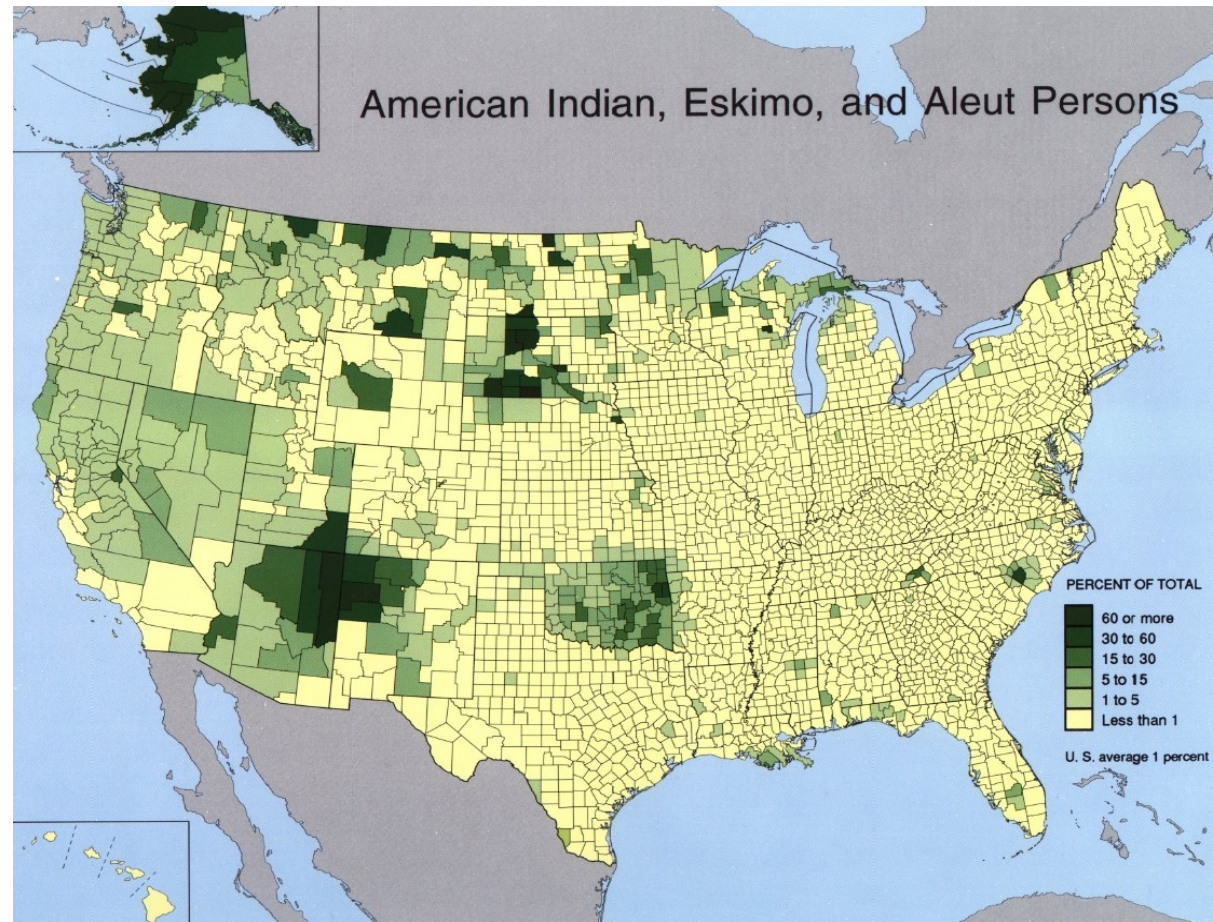 American Indian, Eskimo, and Aleut Persons
PERCENT OF TOTAL
60 or more
30 to 60
15 to 30
5 to 15
1 to 5
Less than 1
U. S. average 1 percent